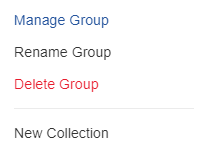 Manage Group
Rename Group
Delete Group
New Collection